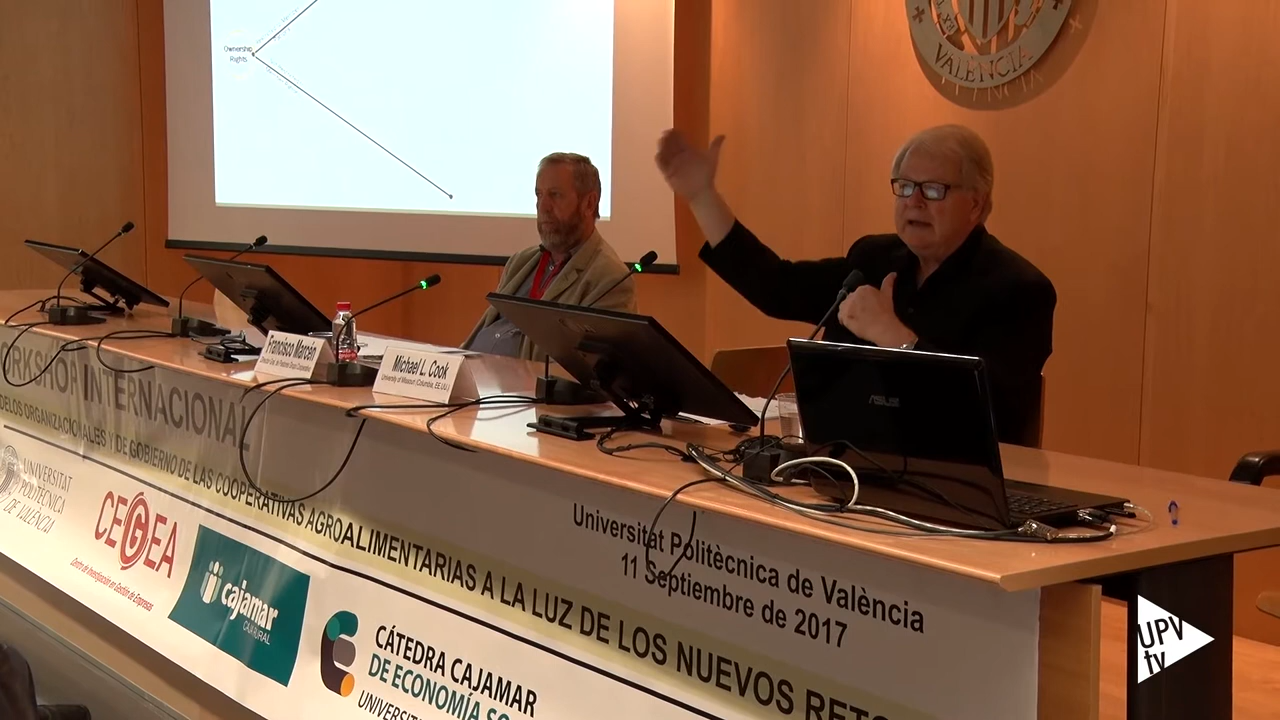 Ownership
Rights
VALÈNCIA
Francisco Marcén
Michael L. Cook
University of Missouri (Columbia, EE.UU.)
ASUS
ORKSHOP INTERNACIONAL
DELOS ORGANIZACIONALES Y DE GOBIERNO DE LAS COOPERATIVAS AGROALIMENTARIAS A LA LUZ DE LOS NUEVOS RETO
Universitat Politècnica de València
11 Septiembre de 2017
UNIVERSITAT
POLITÈCNICA
DE VALÈNCIA
CEGEA
Centro de Investigación en Gestión de Empresas
cajamar
CAJA RURAL
CÁTEDRA CAJAMAR
DE ECONOMÍA SO
UNIVERSIT
UPV
tv